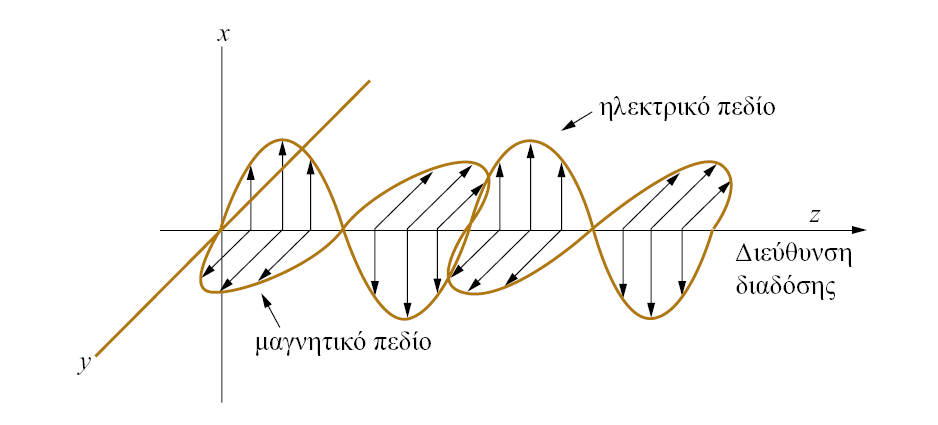 x
ηλεκτρικό πεδίο
z
Διεύθυνση
διαδόσης
μαγνητικό πεδίο
y